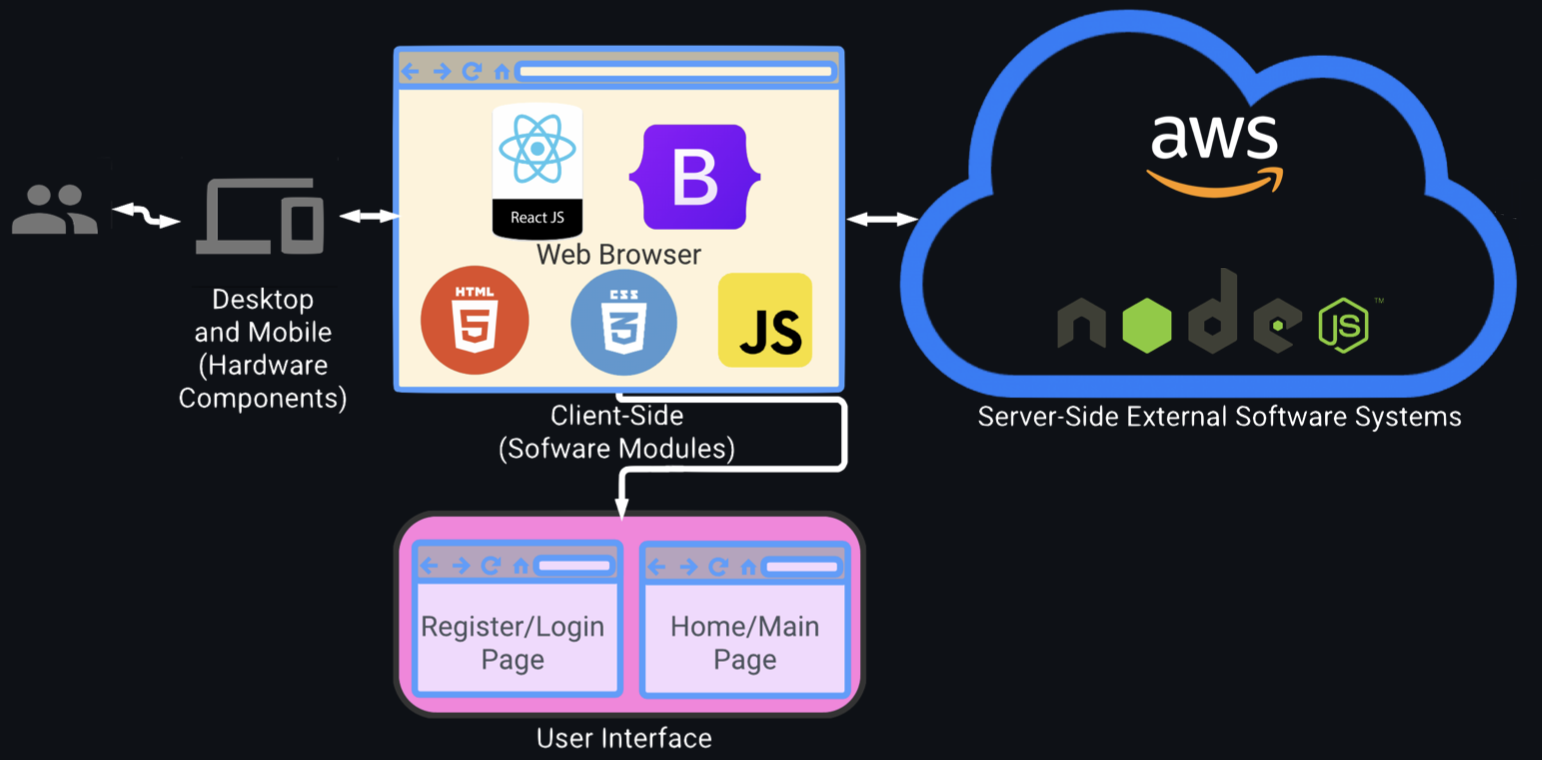 React JS
B
Web Browser
HTML
5
CSS
3
JS
aws
node
JS
™
Desktop
and Mobile
(Hardware
Components)
Client-Side
(Sofware Modules)
Server-Side External Software Systems
Register/Login
Page
Home/Main
Page
User Interface